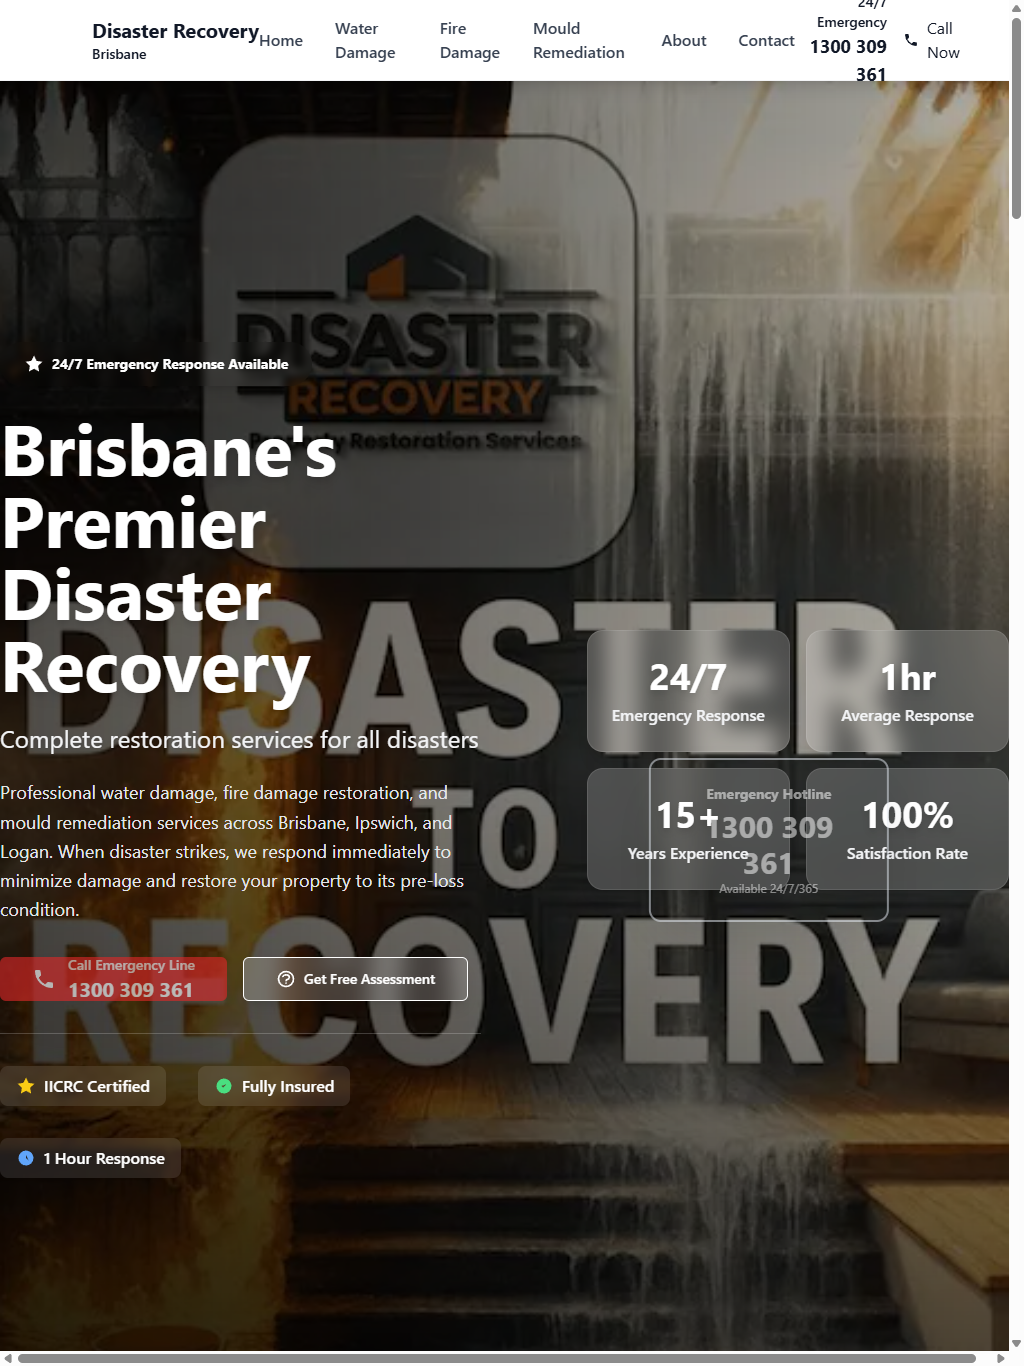 Disaster Recovery
Brisbane
Home
Water
Damage
Fire
Damage
Mould
Remediation
About
Contact
24/7
Emergency
1300 309
361
Call
Now
DISASTER
RECOVERY
Property Restoration Services
24/7 Emergency Response Available
Brisbane's
Premier
Disaster
Recovery
Complete restoration services for all disasters
Professional water damage, fire damage restoration, and
mould remediation services across Brisbane, Ipswich, and
Logan. When disaster strikes, we respond immediately to
minimize damage and restore your property to its pre-loss
condition.
Call Emergency Line
1300 309 361
Get Free Assessment
IICRC Certified
Fully Insured
1 Hour Response
DISASTER
TO
RECOVERY
24/7
Emergency Response
1hr
Average Response
15+
Years Experience
100%
Satisfaction Rate
Emergency Hotline
1300 309
361
Available 24/7/365